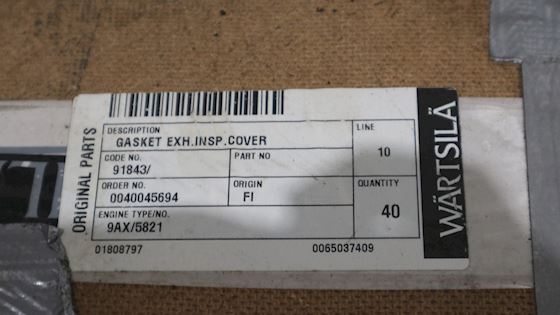 ORIGINAL PARTS
DESCRIPTION
GASKET EXH.INSP.COVER
LINE
10
CODE NO.
91843/
PART NO
ORDER NO.
0040045694
ORIGIN
FI
QUANTITY
40
ENGINE TYPE/NO.
9AX/5821
01808797
0065037409
WÄRTSILÄ